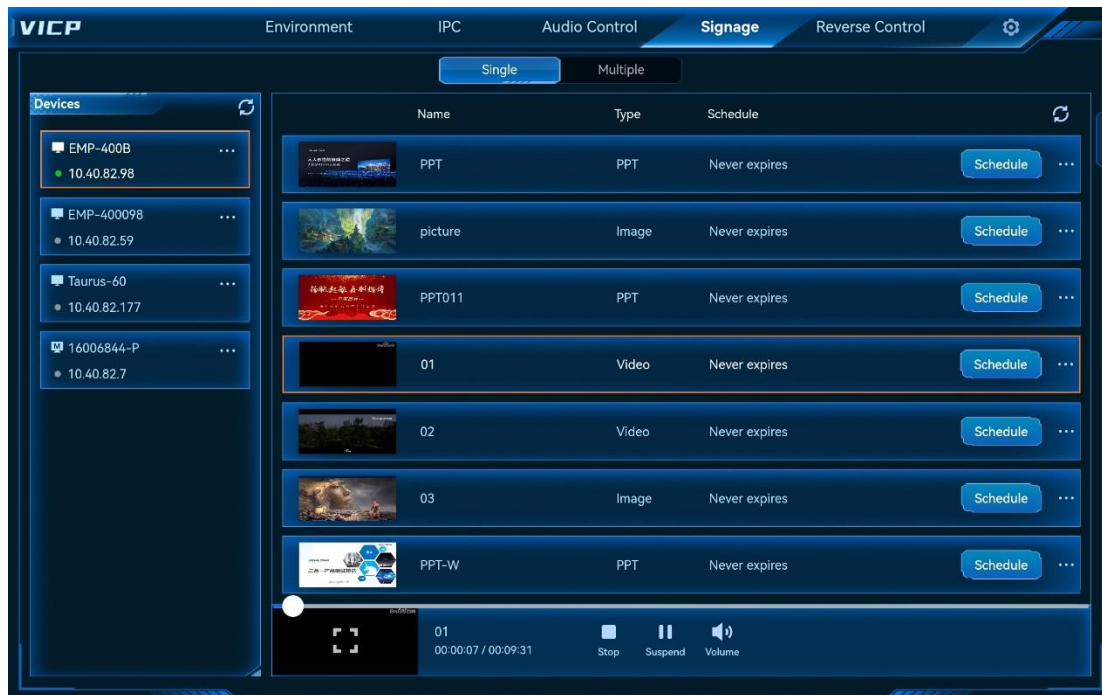 VICP
Environment IPC Audio Control Signage Reverse Control
Single Multiple
Devices
EMP-400B
10.40.82.98
EMP-400098
10.40.82.59
Taurus-60
10.40.82.177
16006844-P
10.40.82.7
Name Type Schedule
PPT PPT Never expires Schedule
picture Image Never expires Schedule
PPT011 PPT Never expires Schedule
01 Video Never expires Schedule
02 Video Never expires Schedule
03 Image Never expires Schedule
PPT-W PPT Never expires Schedule
01
00:00:07 / 00:09:31
Stop Suspend Volume